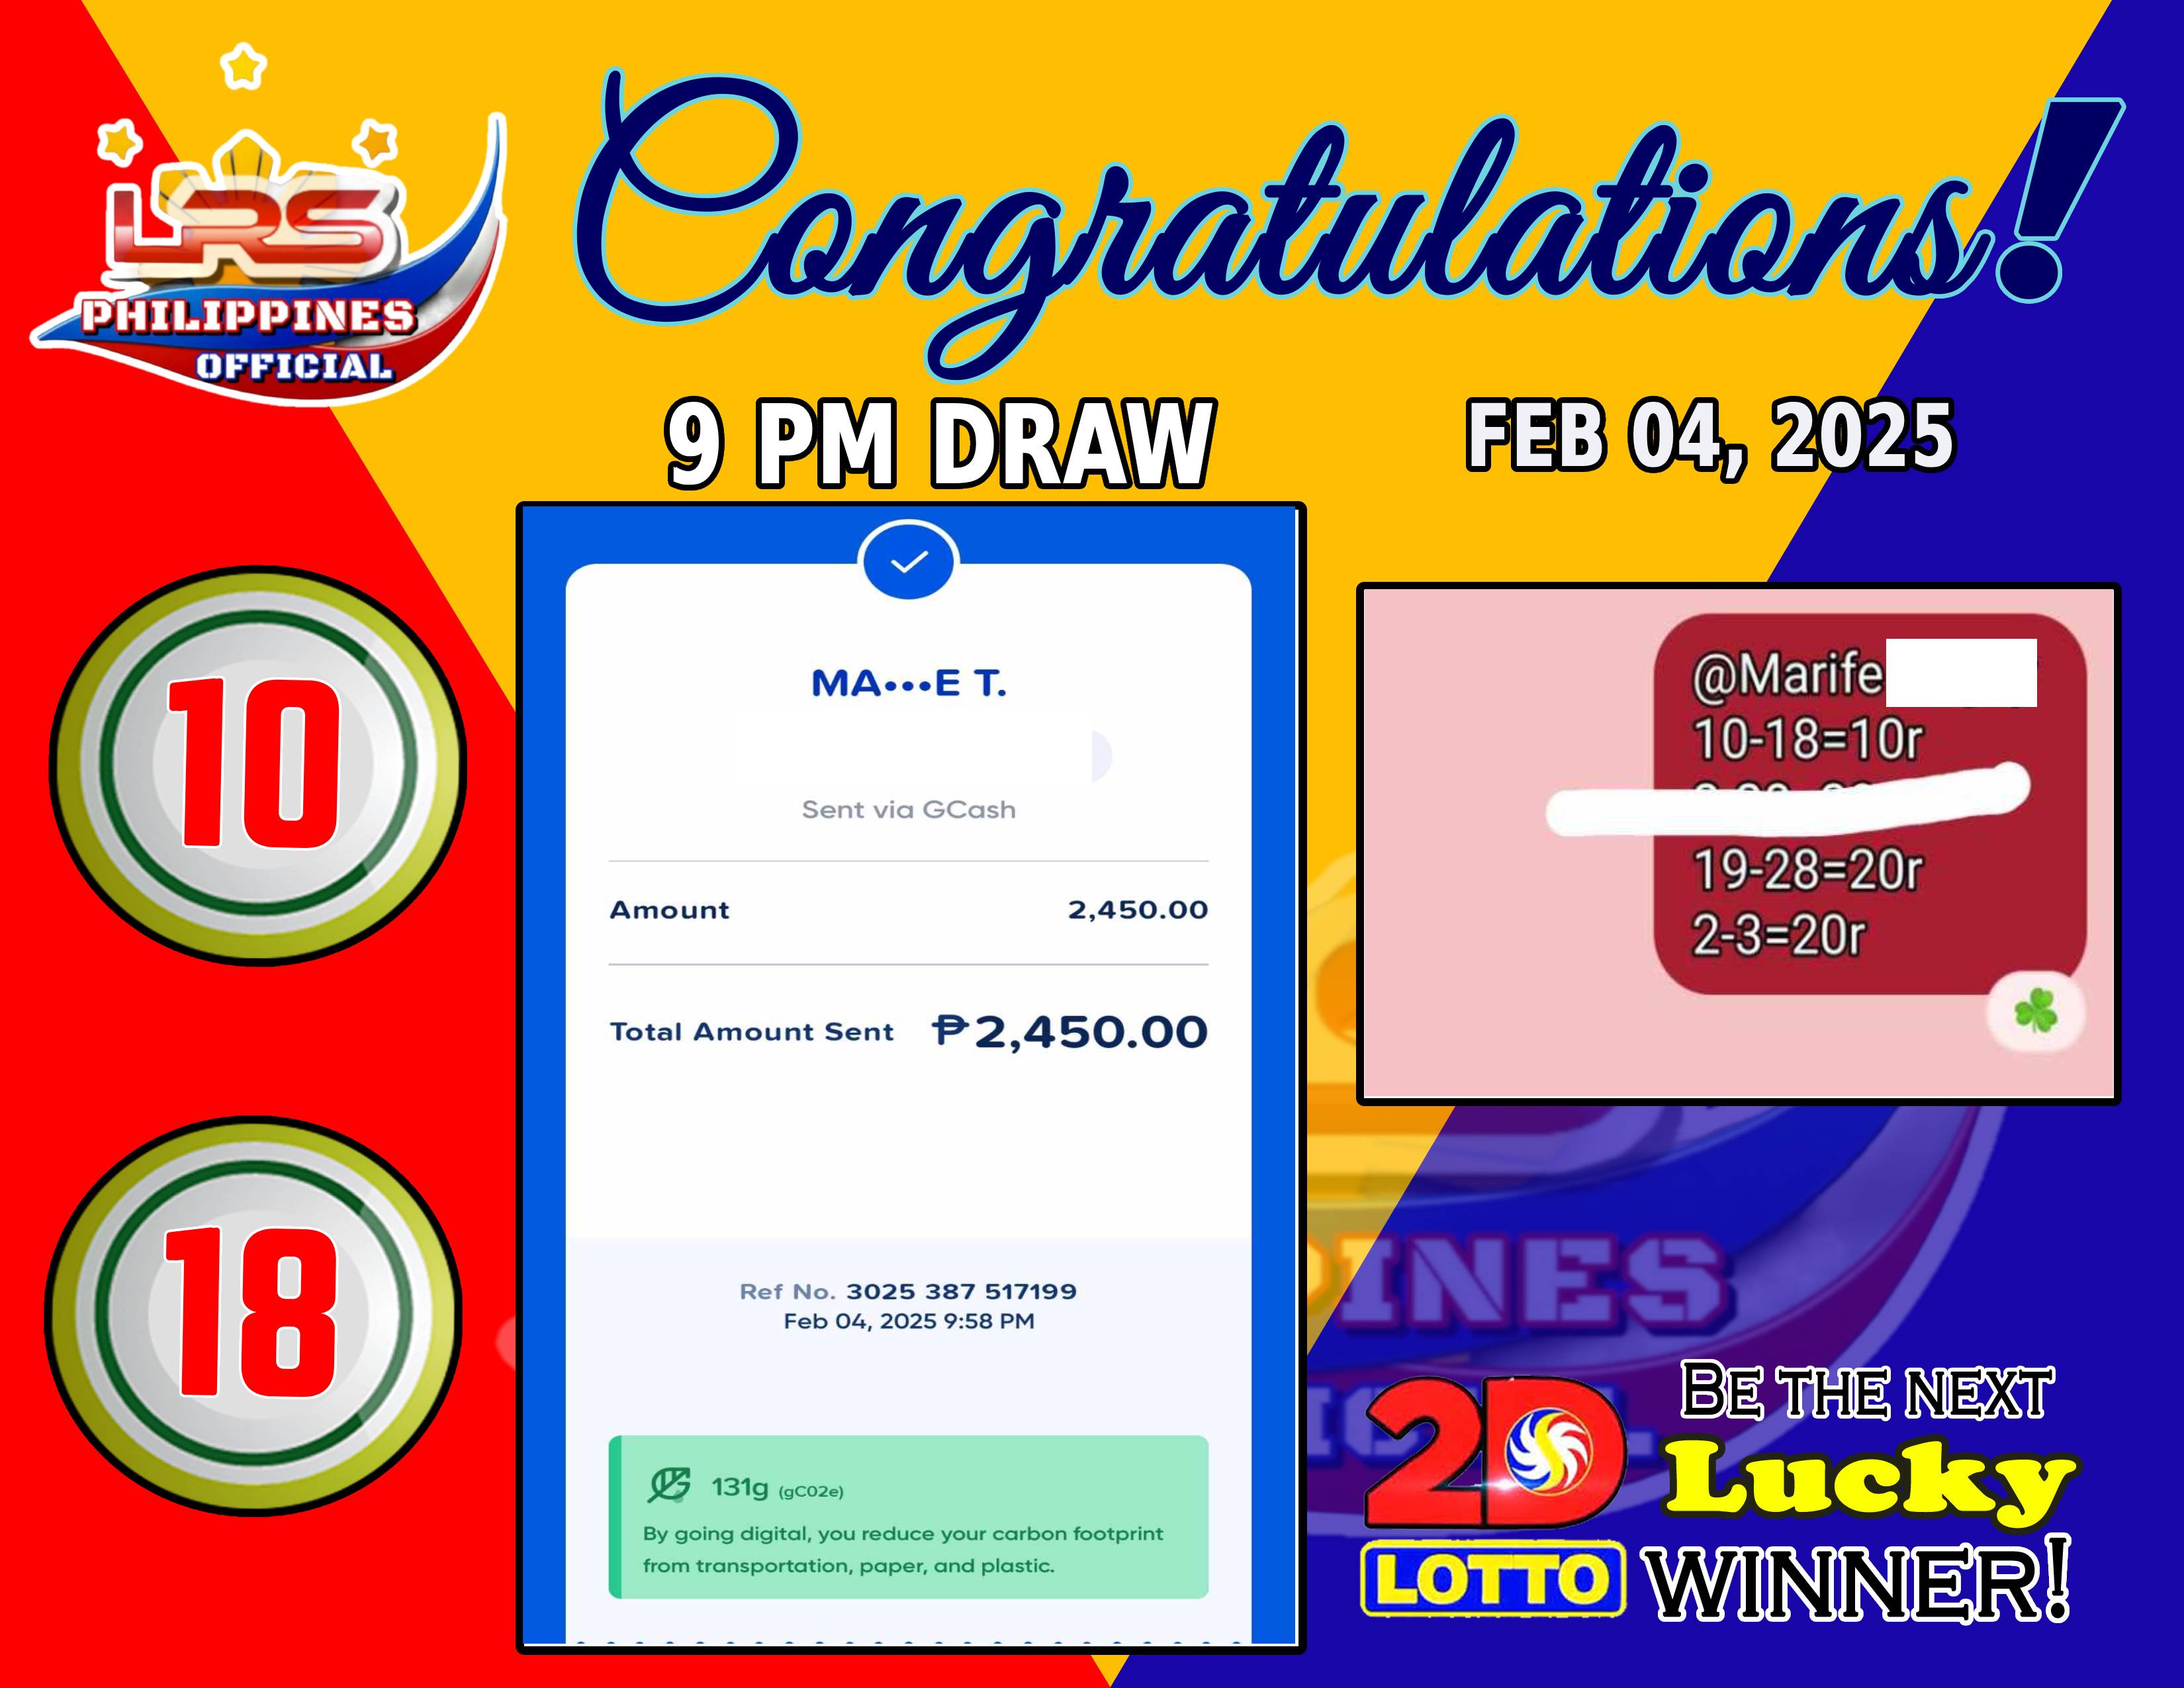 LRS
PHILIPPINES
OFFICIAL
Congratulations!
9 PM DRAW
FEB 04, 2025
10
18
MA•••E T.
Sent via GCash
Amount 2,450.00
Total Amount Sent ₱2,450.00
Ref No. 3025 387 517199
Feb 04, 2025 9:58 PM
131g (gCO2e)
By going digital, you reduce your carbon footprint
from transportation, paper, and plastic.
@Marife
10-18=10r
19-28=20r
2-3=20r
PINES
2D
LOTTO
BE THE NEXT
Lucky
WINNER!